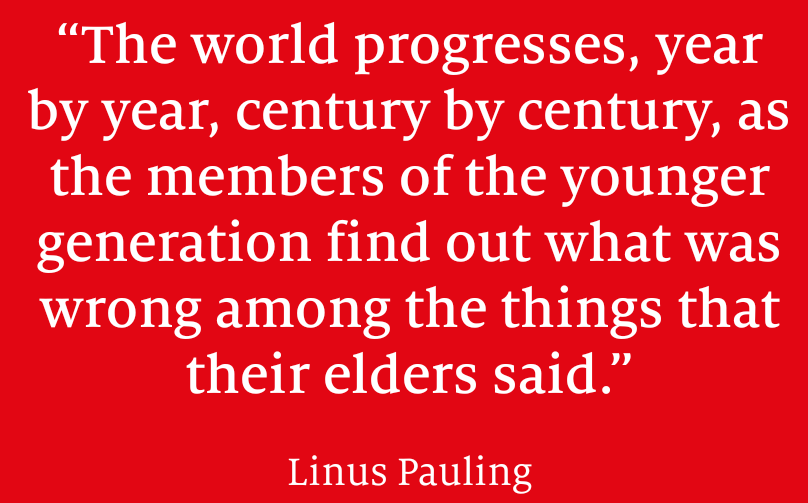 “The world progresses, year
by year, century by century, as
the members of the younger
generation find out what was
wrong among the things that
their elders said.”
Linus Pauling